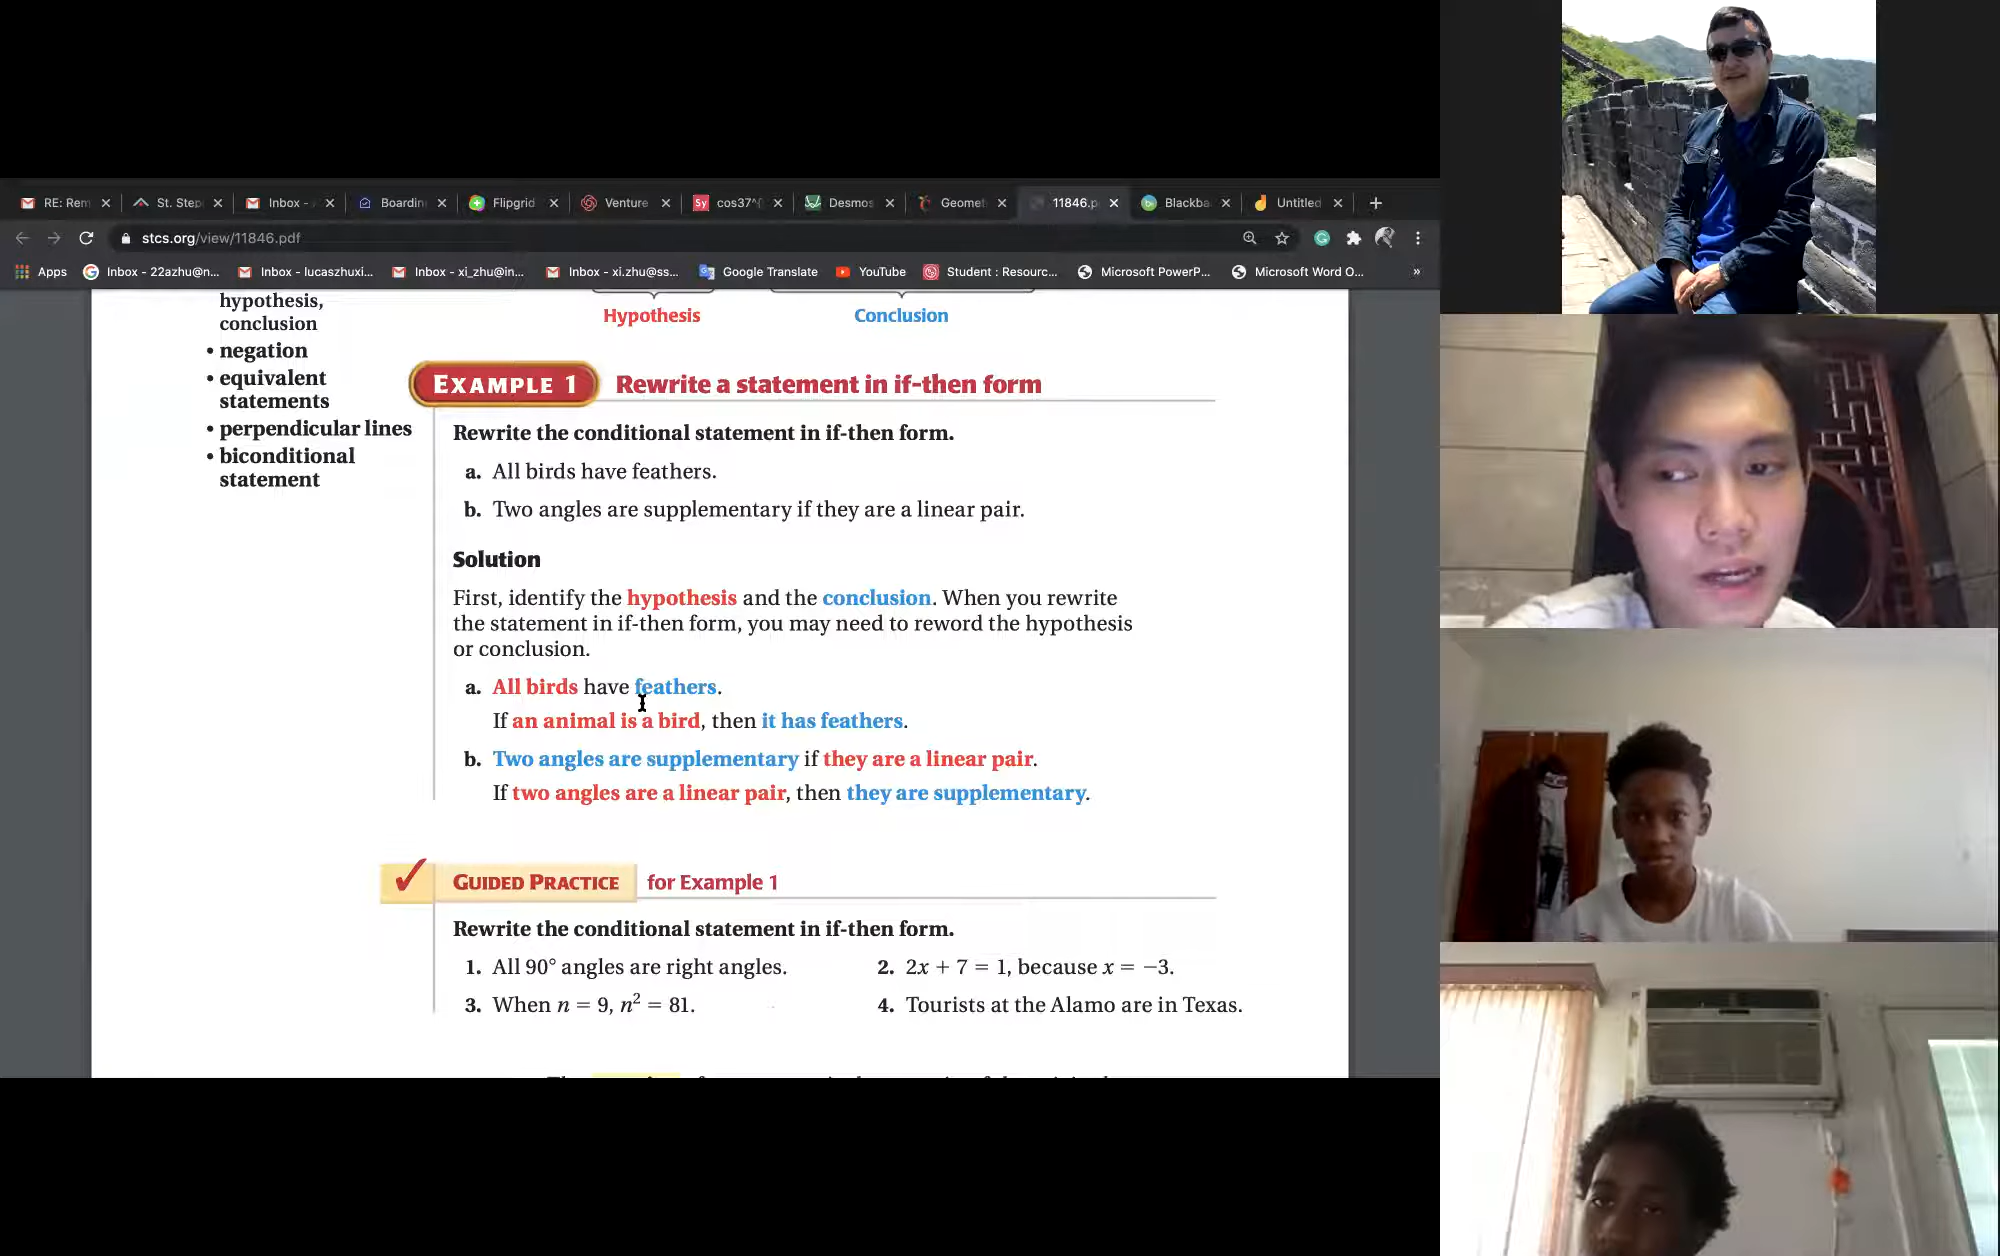 RE: Rem St. Step Inbox - Boardin Flipgrid Venture cos37^( Desmos Geomet 11846.p Blackba Untitled
stcs.org/view/11846.pdf
Apps Inbox - 22azhu@n... Inbox - lucaszhuxi... Inbox - xi_zhu@in... Inbox - xi.zhu@ss... Google Translate YouTube Student : Resourc... Microsoft PowerP... Microsoft Word O... »
hypothesis,
conclusion
• negation
• equivalent
statements
• perpendicular lines
• biconditional
statement
Hypothesis Conclusion
EXAMPLE 1 Rewrite a statement in if-then form
Rewrite the conditional statement in if-then form.
a. All birds have feathers.
b. Two angles are supplementary if they are a linear pair.
Solution
First, identify the hypothesis and the conclusion. When you rewrite
the statement in if-then form, you may need to reword the hypothesis
or conclusion.
a. All birds have feathers.
If an animal is a bird, then it has feathers.
b. Two angles are supplementary if they are a linear pair.
If two angles are a linear pair, then they are supplementary.
✓ GUIDED PRACTICE for Example 1
Rewrite the conditional statement in if-then form.
1. All 90° angles are right angles. 2. 2x + 7 = 1, because x = −3.
3. When n = 9, n² = 81. 4. Tourists at the Alamo are in Texas.